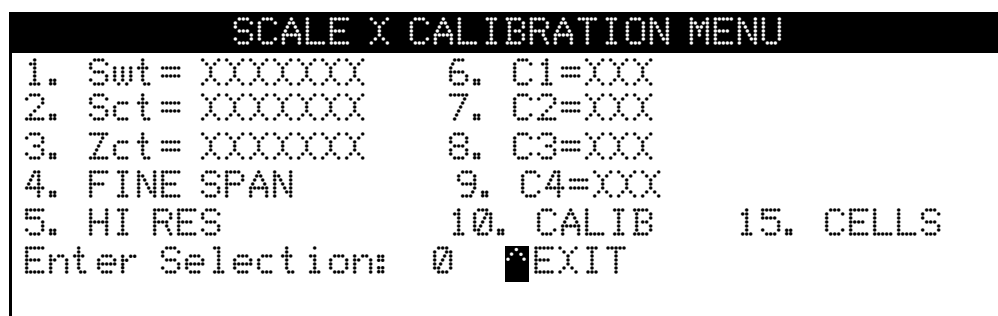 SCALE X CALIBRATION MENU
1. Swt= XXXXXXX 6. C1=XXX
2. Sct= XXXXXXX 7. C2=XXX
3. Zct= XXXXXXX 8. C3=XXX
4. FINE SPAN 9. C4=XXX
5. HI RES 10. CALIB 15. CELLS
Enter Selection: 0 ^EXIT